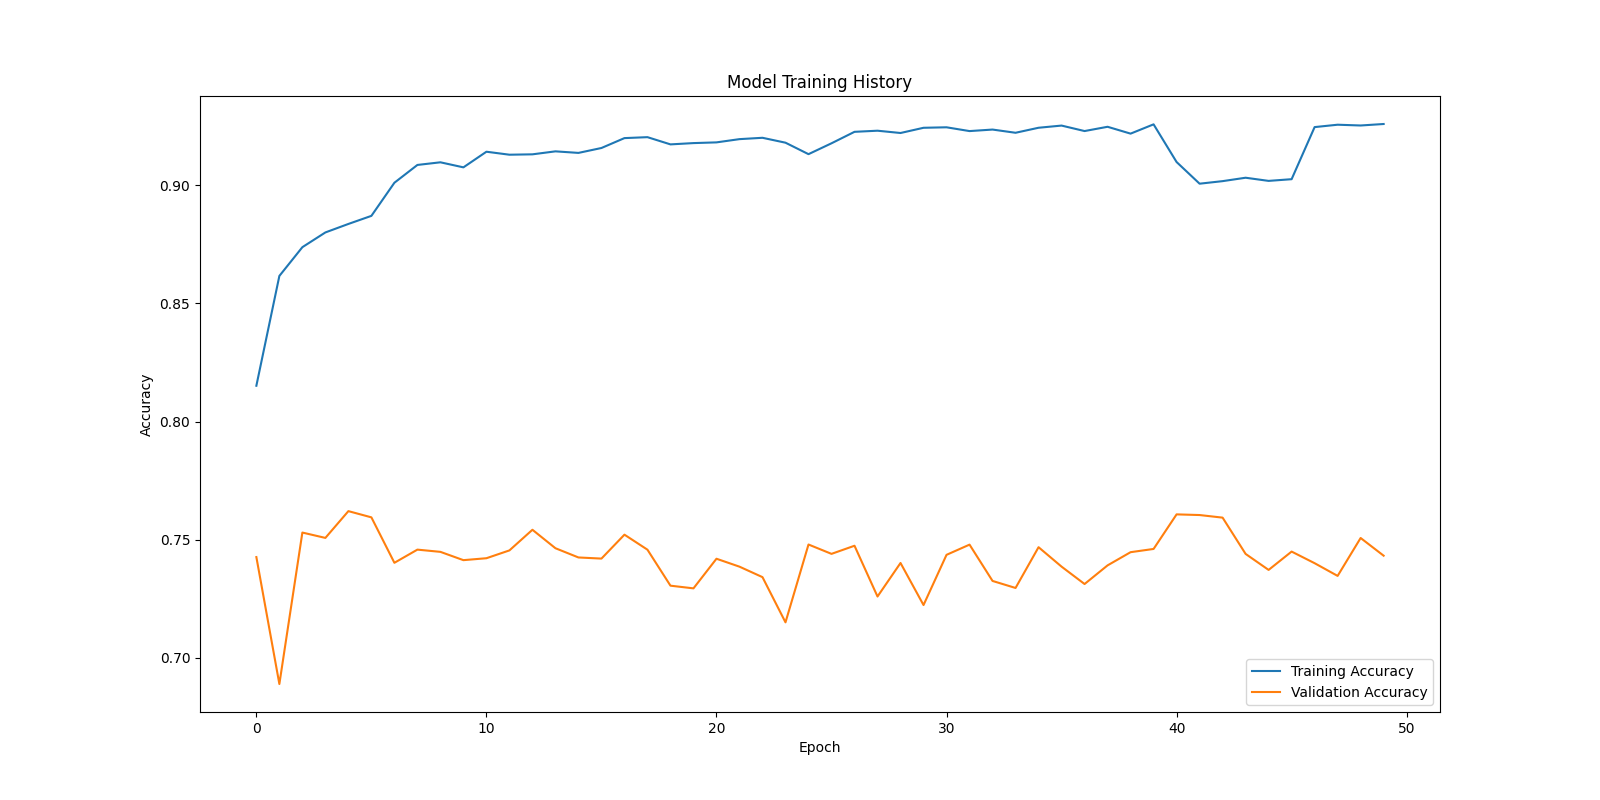 Model Training History
0.90
0.85
0.80
0.75
0.70
Accuracy
0 10 20 30 40 50
Epoch
Training Accuracy
Validation Accuracy